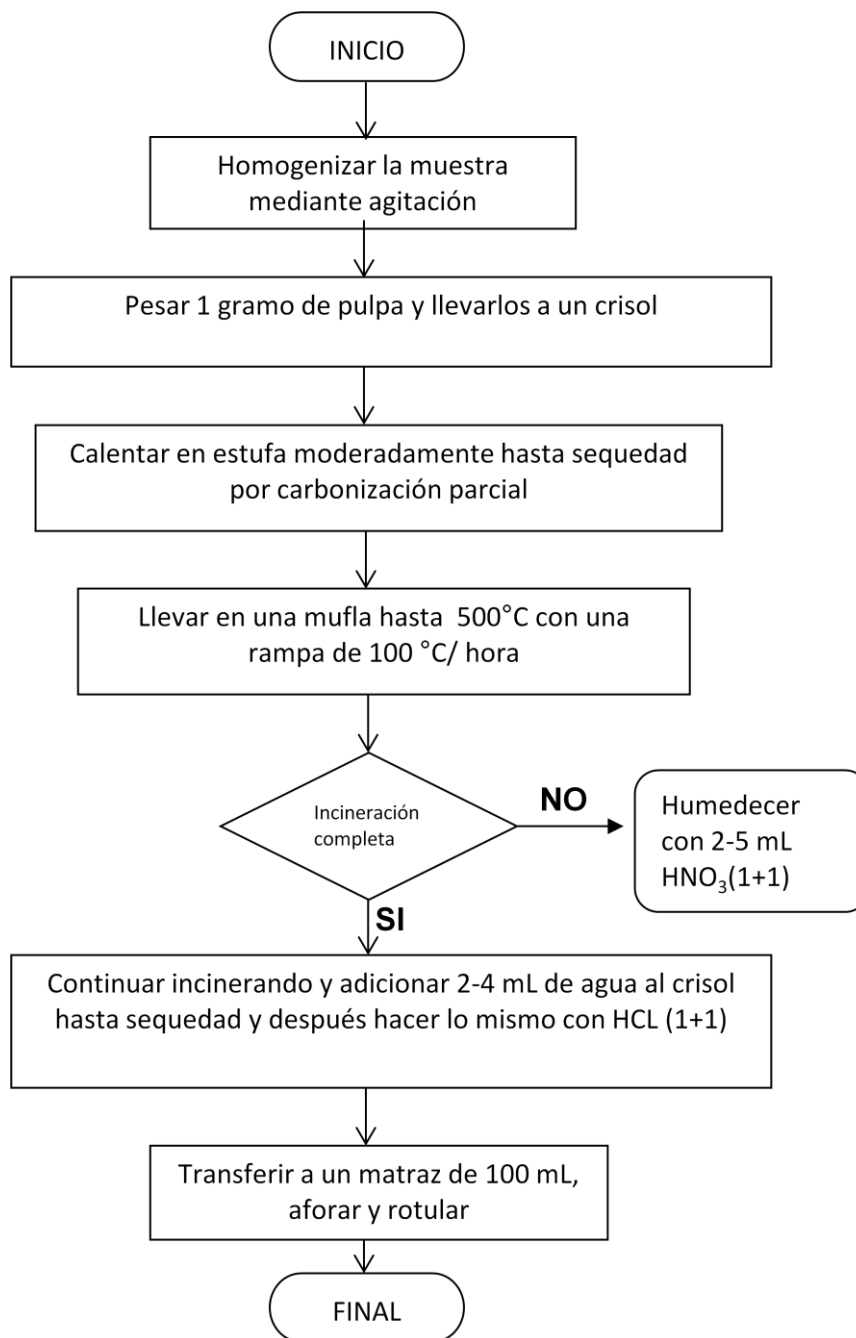 INICIO
Homogenizar la muestra
mediante agitación
Pesar 1 gramo de pulpa y llevarlos a un crisol
Calentar en estufa moderadamente hasta sequedad
por carbonización parcial
Llevar en una mufla hasta 500°C con una
rampa de 100 °C/ hora
Incineración
completa
NO
Humedecer
con 2-5 mL
HNO₃(1+1)
SI
Continuar incinerando y adicionar 2-4 mL de agua al crisol
hasta sequedad y después hacer lo mismo con HCL (1+1)
Transferir a un matraz de 100 mL,
aforar y rotular
FINAL